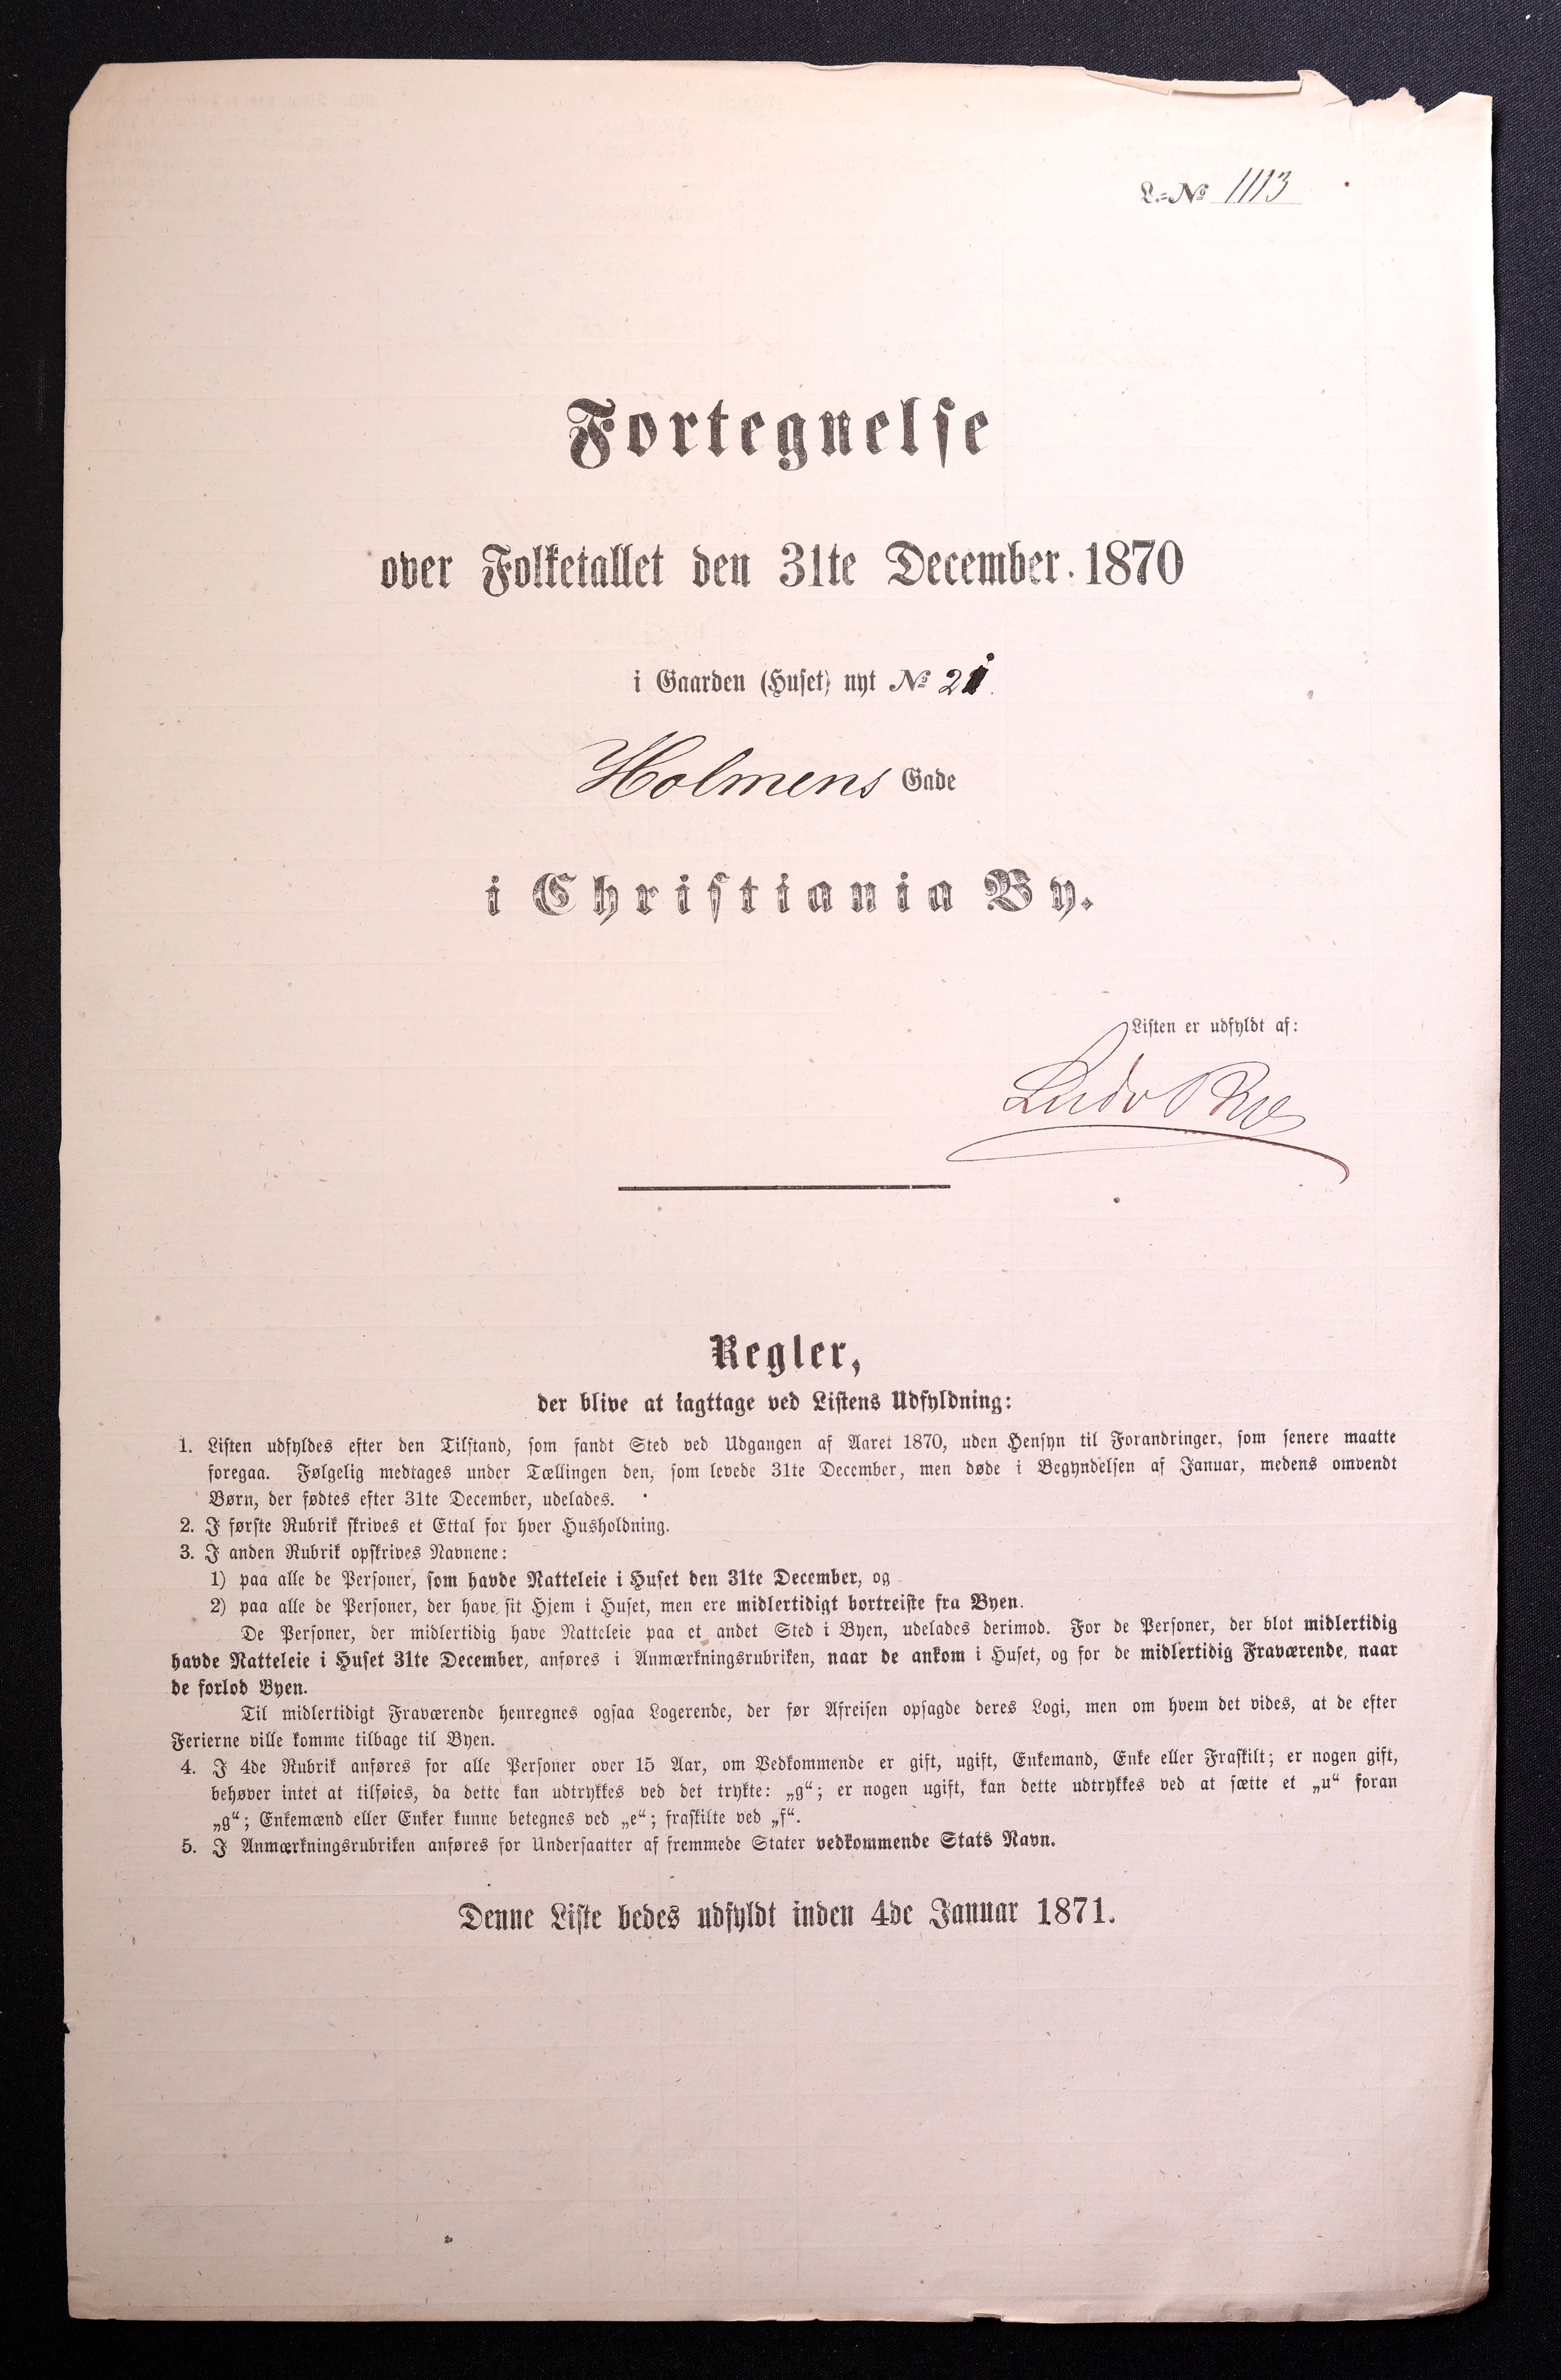 L.=№ 1113
Fortegnelse
over Folketallet den 31te December 1870
i Gaarden (Huset) nyt № 21
Holmens Gade
i Christiania By.
Listen er udfyldt af:
Ludv Rye
Regler,
der blive at iagttage ved Listens Udfyldning:
1. Listen udfyldes efter den Tilstand, som fandt Sted ved Udgangen af Aaret 1870, uden Hensyn til Forandringer, som senere maatte
foregaa. Følgelig medtages under Tællingen den, som levede 31te December, men døde i Begyndelsen af Januar, medens omvendt
Børn, der fødtes efter 31te December, udelades.
2. I første Rubrik skrives et Ettal for hver Husholdning.
3. I anden Rubrik opskrives Navnene:
1) paa alle de Personer, som havde Natteleie i Huset den 31te December, og
2) paa alle de Personer, der have sit Hjem i Huset, men ere midlertidigt bortreiste fra Byen.
De Personer, der midlertidig have Natteleie paa et andet Sted i Byen, udelades derimod. For de Personer, der blot midlertidig
havde Natteleie i Huset 31te December, anføres i Anmærkningsrubriken, naar de ankom i Huset, og for de midlertidig Fraværende, naar
de forlod Byen.
Til midlertidigt Fraværende henregnes ogsaa Logerende, der før Afreisen opsagde deres Logi, men om hvem det vides, at de efter
Ferierne ville komme tilbage til Byen.
4. I 4de Rubrik anføres for alle Personer over 15 Aar, om Vedkommende er gift, ugift, Enkemand, Enke eller Fraskilt; er nogen gift,
behøver intet at tilføies, da dette kan udtrykkes ved det trykte: „g“; er nogen ugift, kan dette udtrykkes ved at sætte et „u“ foran
„g“; Enkemænd eller Enker kunne betegnes ved „e“; fraskilte ved „f“.
5. I Anmærkningsrubriken anføres for Undersaatter af fremmede Stater vedkommende Stats Navn.
Denne Liste bedes udfyldt inden 4de Januar 1871.